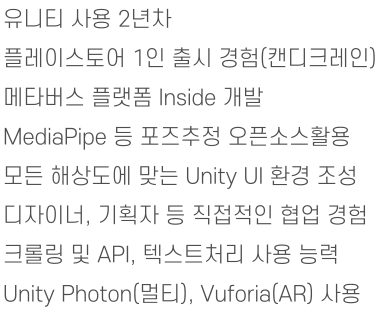 유니티 사용 2년차
플레이스토어 1인 출시 경험(캔디크레인)
메타버스 플랫폼 Inside 개발
MediaPipe 등 포즈추정 오픈소스활용
모든 해상도에 맞는 Unity UI 환경 조성
디자이너, 기획자 등 직접적인 협업 경험
크롤링 및 API, 텍스트처리 사용 능력
Unity Photon(멀티), Vuforia(AR) 사용